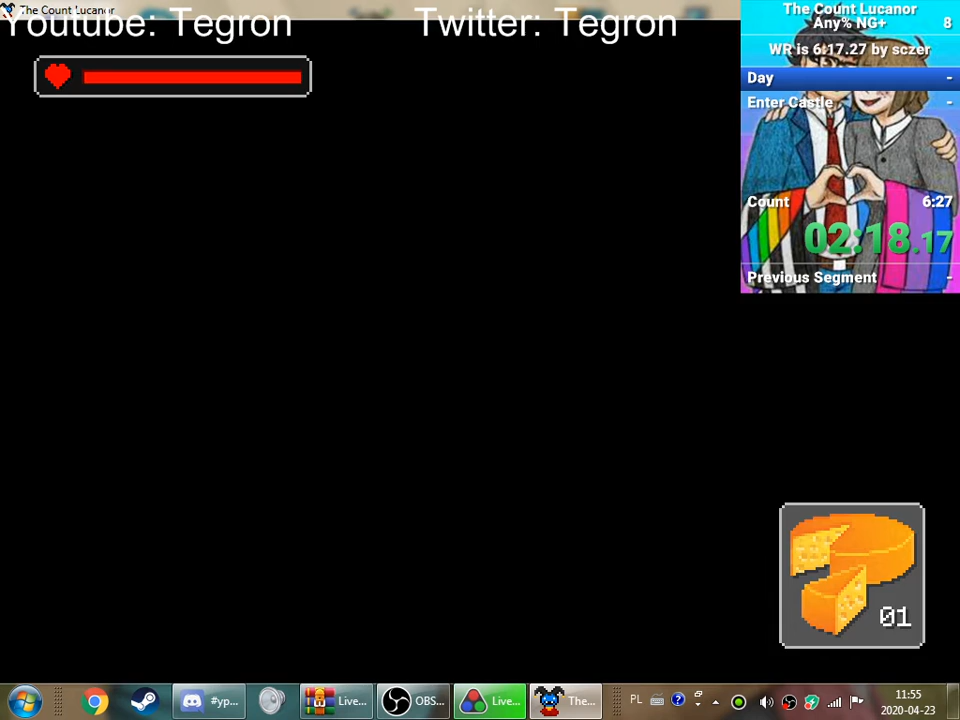 The Count Lucanor
Youtube: Tegron
Twitter: Tegron
The Count Lucanor
Any% NG+ 8
WR is 6.17.27 by sczer
Day -
Enter Castle -
Count 6:27
02:18.17
Previous Segment -
01
#yp...
Live...
OBS...
Live...
The...
PL
11:55
2020-04-23